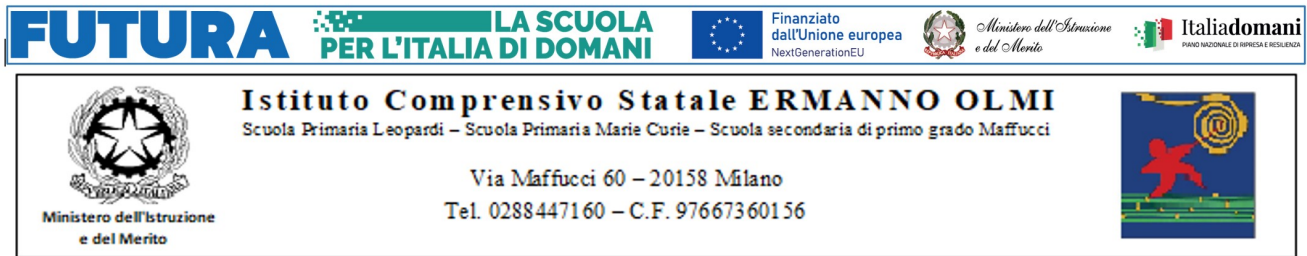 FUTURA
LA SCUOLA
PER L'ITALIA DI DOMANI
Finanziato
dall'Unione europea
NextGenerationEU
Ministero dell'Istruzione
e del Merito
Italiadomani
PIANO NAZIONALE DI RIPRESA E RESILIENZA
Istituto Comprensivo Statale ERMANNO OLMI
Scuola Primaria Leopardi – Scuola Primaria Marie Curie – Scuola secondaria di primo grado Maffucci
Via Maffucci 60 – 20158 Milano
Tel. 0288447160 – C.F. 97667360156
Ministero dell'Istruzione
e del Merito